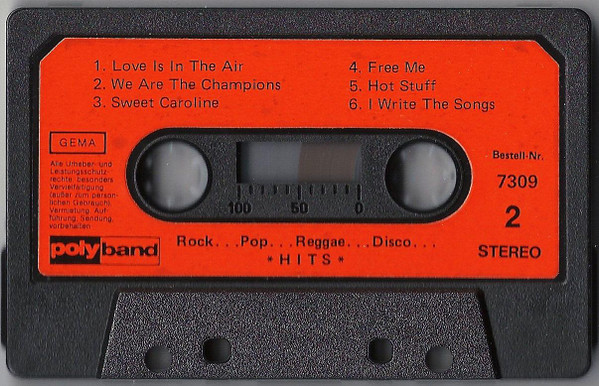 1. Love Is In The Air
2. We Are The Champions
3. Sweet Caroline
4. Free Me
5. Hot Stuff
6. I Write The Songs
GEMA
Alle Urheber- und
Leistungsschutz-
rechte, besonders
Vervielfältigung
(außer zum persön-
lichen Gebrauch),
Vermietung, Auf-
führung, Sendung,
vorbehalten
100 50 0
Bestell-Nr.
7309
2
STEREO
polyband
Rock...Pop...Reggae...Disco...
*HITS*